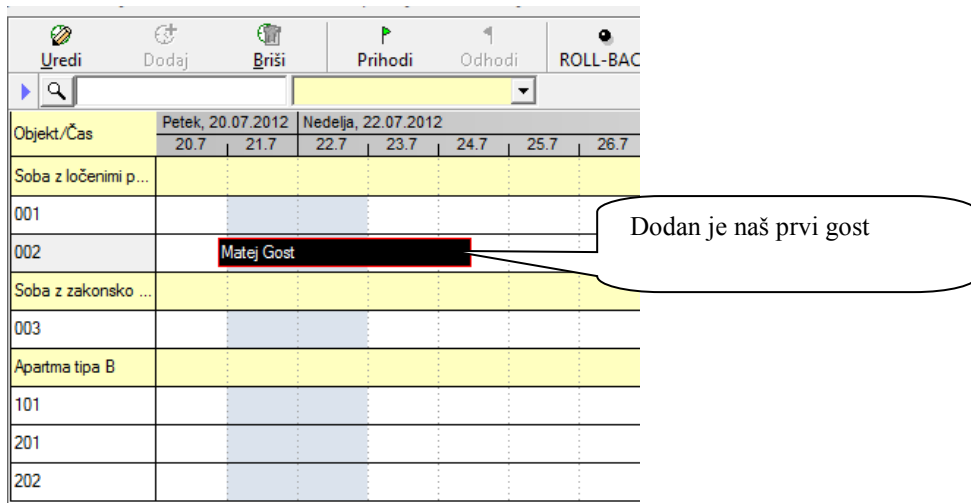 Uredi Dodaj Briši Prihodi Odhodi ROLL-BAC
Objekt/Čas Petek, 20.07.2012 Nedelja, 22.07.2012
20.7 21.7 22.7 23.7 24.7 25.7 26.7
Soba z ločenimi p...
001
Dodan je naš prvi gost
002 Matej Gost
Soba z zakonsko ...
003
Apartma tipa B
101
201
202